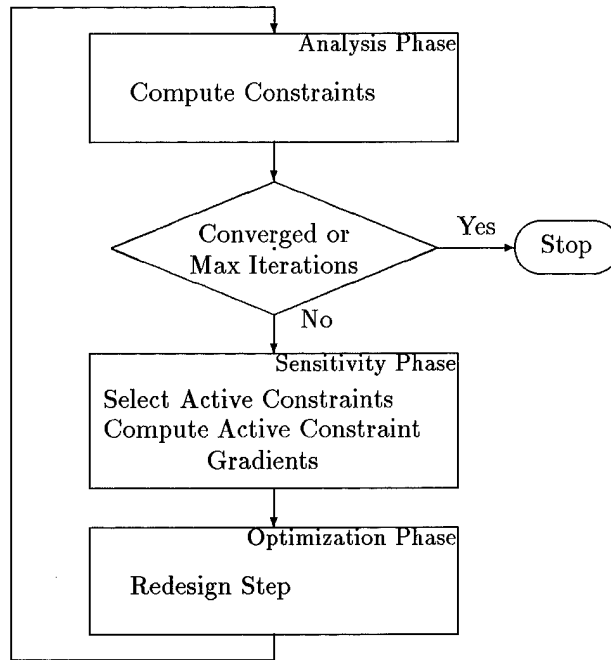 Analysis Phase
Compute Constraints
Converged or
Max Iterations
Yes
Stop
No
Sensitivity Phase
Select Active Constraints
Compute Active Constraint
Gradients
Optimization Phase
Redesign Step